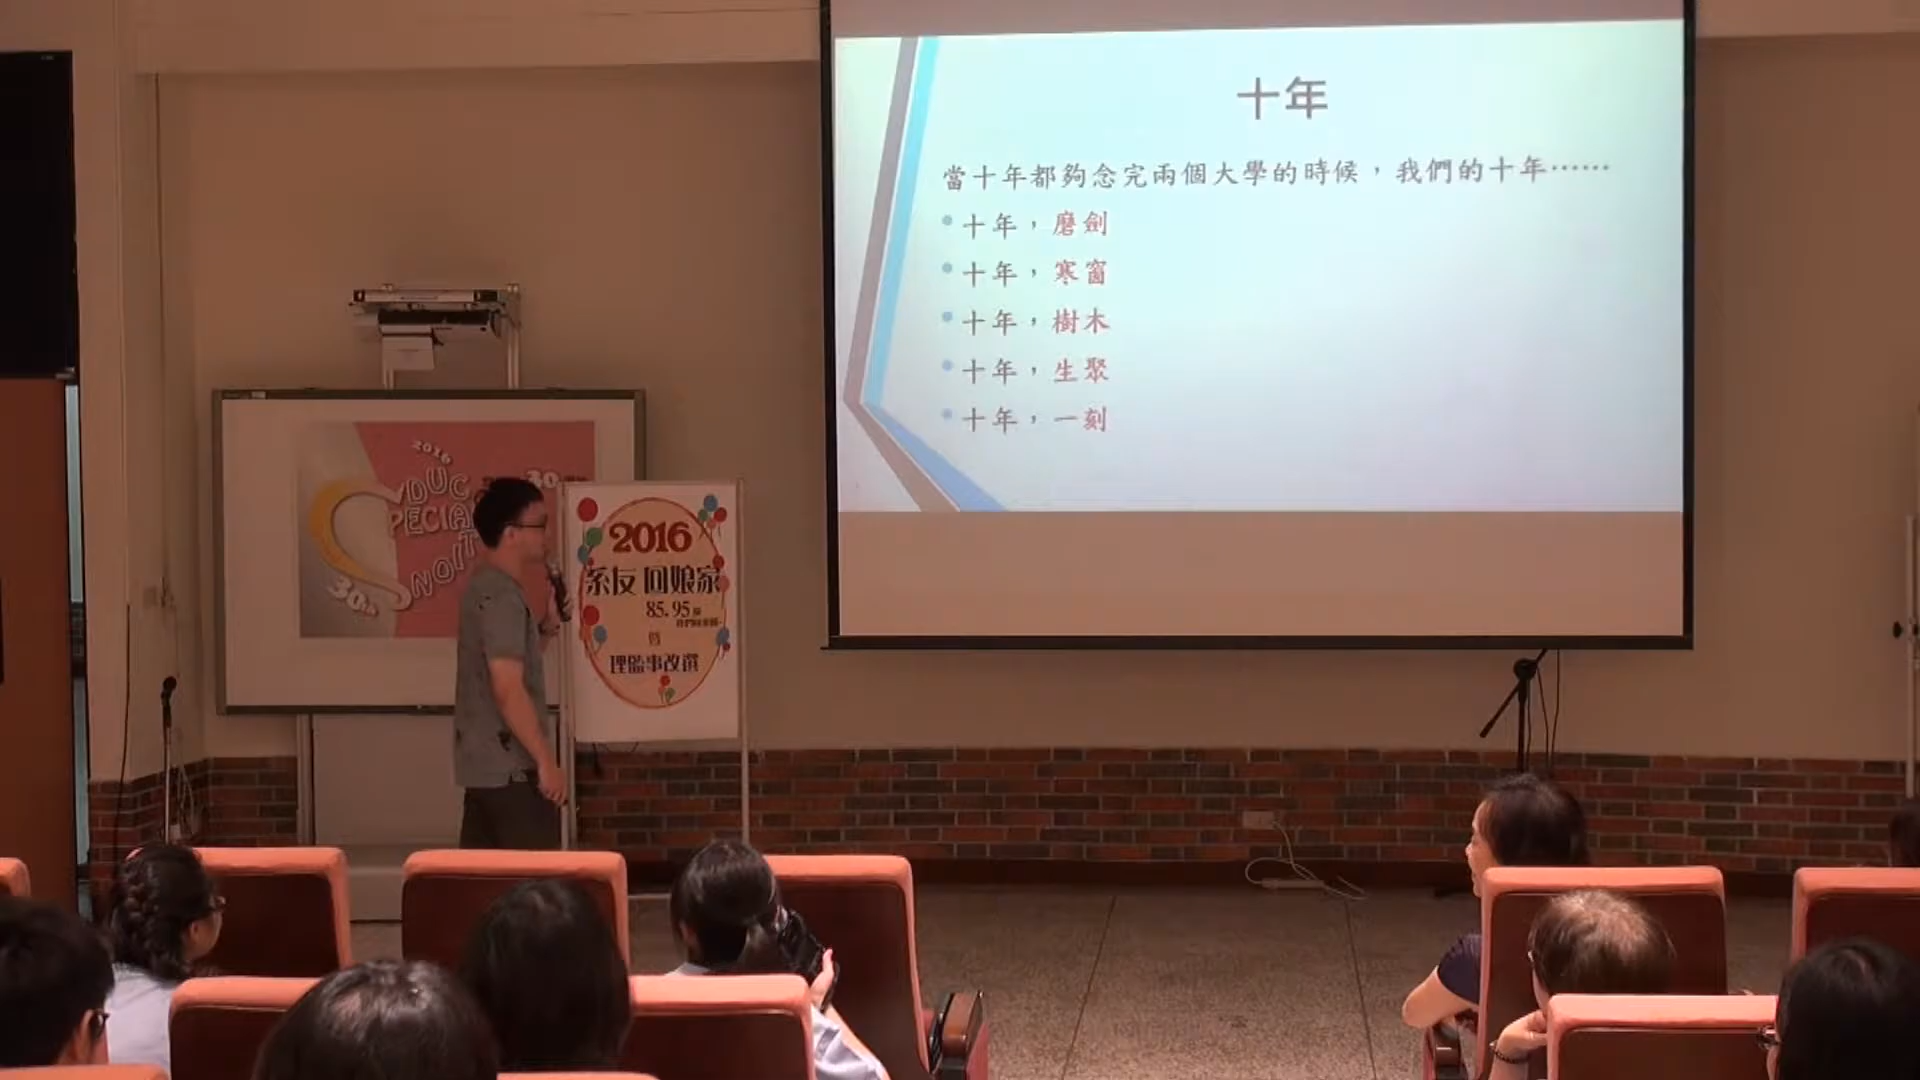 十年
當十年都夠念完兩個大學的時候，我們的十年……
十年，磨劍
十年，寒窗
十年，樹木
十年，生聚
十年，一刻
2016
30
30th
2016
系友回娘家
85.95
理監事改選